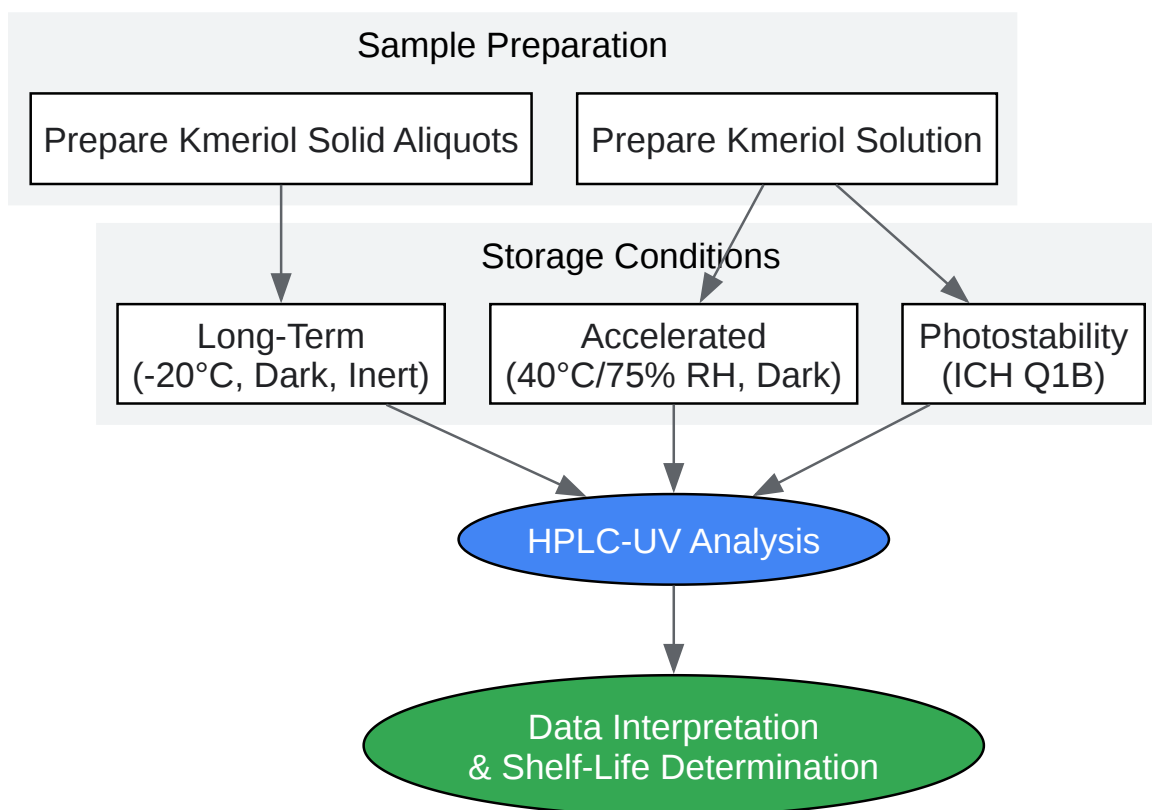 Sample Preparation
Prepare Kmeriol Solid Aliquots
Prepare Kmeriol Solution
Storage Conditions
Long-Term
(-20°C, Dark, Inert)
Accelerated
(40°C/75% RH, Dark)
Photostability
(ICH Q1B)
HPLC-UV Analysis
Data Interpretation
& Shelf-Life Determination